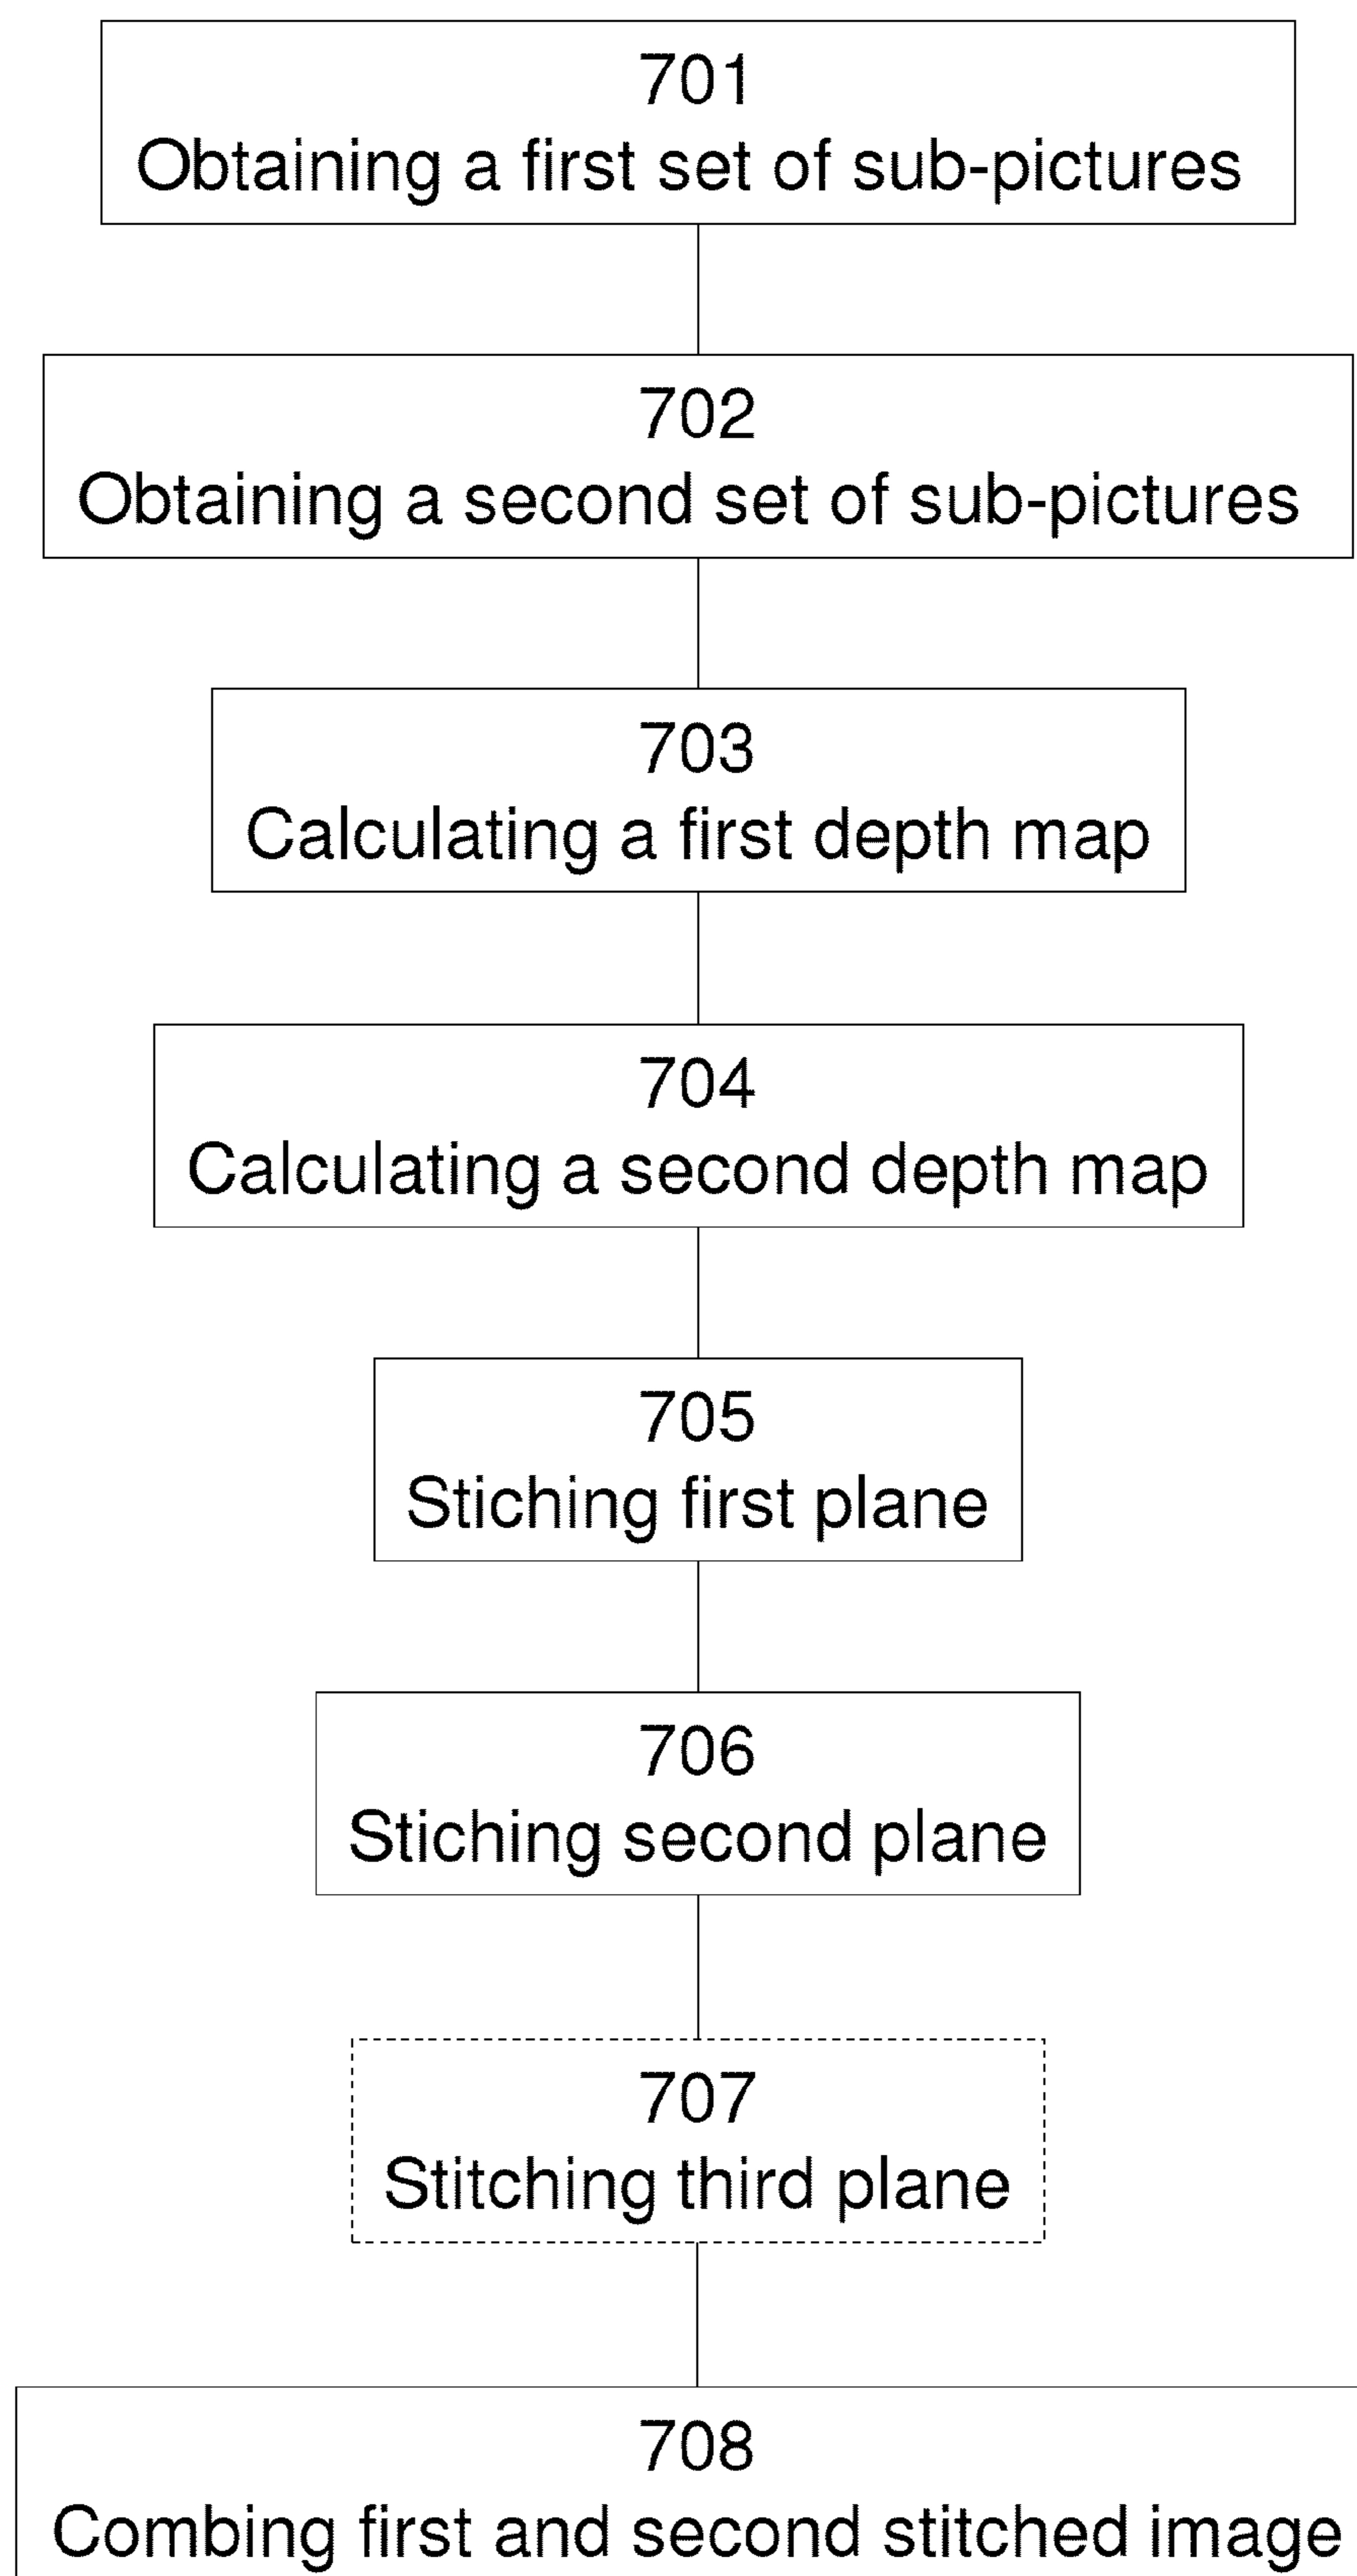 701
Obtaining a first set of sub-pictures
702
Obtaining a second set of sub-pictures
703
Calculating a first depth map
704
Calculating a second depth map
705
Stiching first plane
706
Stiching second plane
707
Stitching third plane
708
Combing first and second stitched image